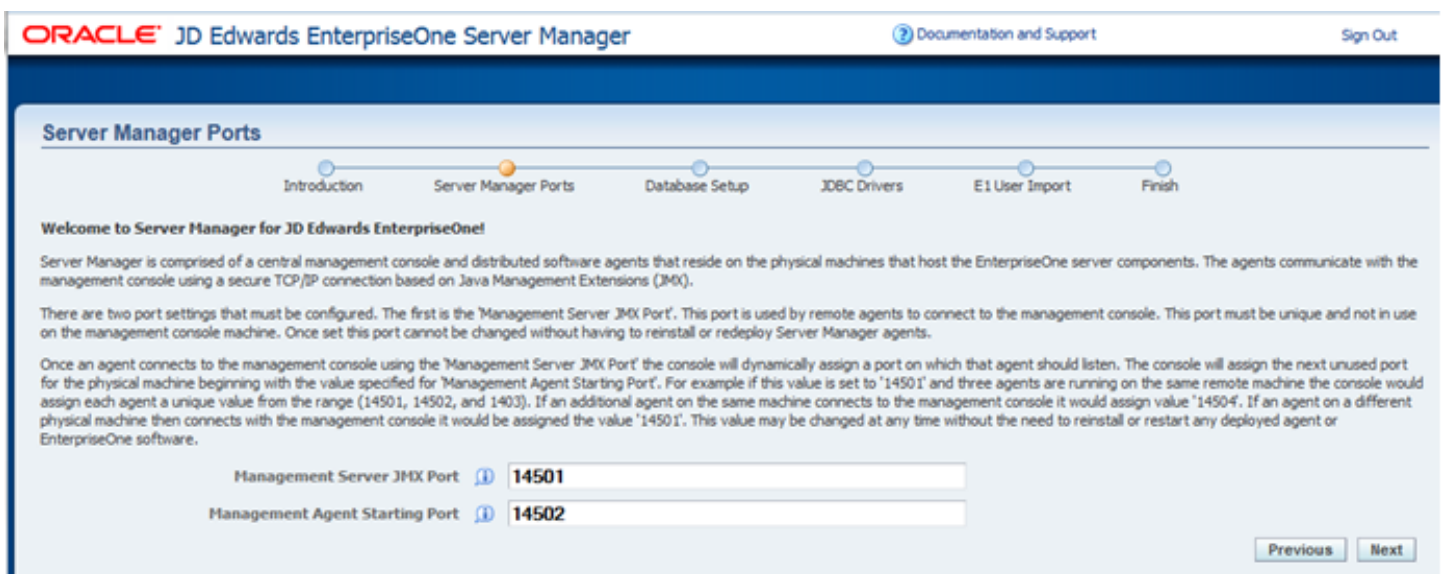 ORACLE® JD Edwards EnterpriseOne Server Manager
Documentation and Support
Sign Out
Server Manager Ports
Introduction
Server Manager Ports
Database Setup
JDBC Drivers
E1 User Import
Finish
Welcome to Server Manager for JD Edwards EnterpriseOne!
Server Manager is comprised of a central management console and distributed software agents that reside on the physical machines that host the EnterpriseOne server components. The agents communicate with the
management console using a secure TCP/IP connection based on Java Management Extensions (JMX).
There are two port settings that must be configured. The first is the 'Management Server JMX Port'. This port is used by remote agents to connect to the management console. This port must be unique and not in use
on the management console machine. Once set this port cannot be changed without having to reinstall or redeploy Server Manager agents.
Once an agent connects to the management console using the 'Management Server JMX Port' the console will dynamically assign a port on which that agent should listen. The console will assign the next unused port
for the physical machine beginning with the value specified for 'Management Agent Starting Port'. For example if this value is set to '14501' and three agents are running on the same remote machine the console would
assign each agent a unique value from the range (14501, 14502, and 1403). If an additional agent on the same machine connects to the management console it would assign value '14504'. If an agent on a different
physical machine then connects with the management console it would be assigned the value '14501'. This value may be changed at any time without the need to reinstall or restart any deployed agent or
EnterpriseOne software.
Management Server JMX Port 14501
Management Agent Starting Port 14502
Previous Next